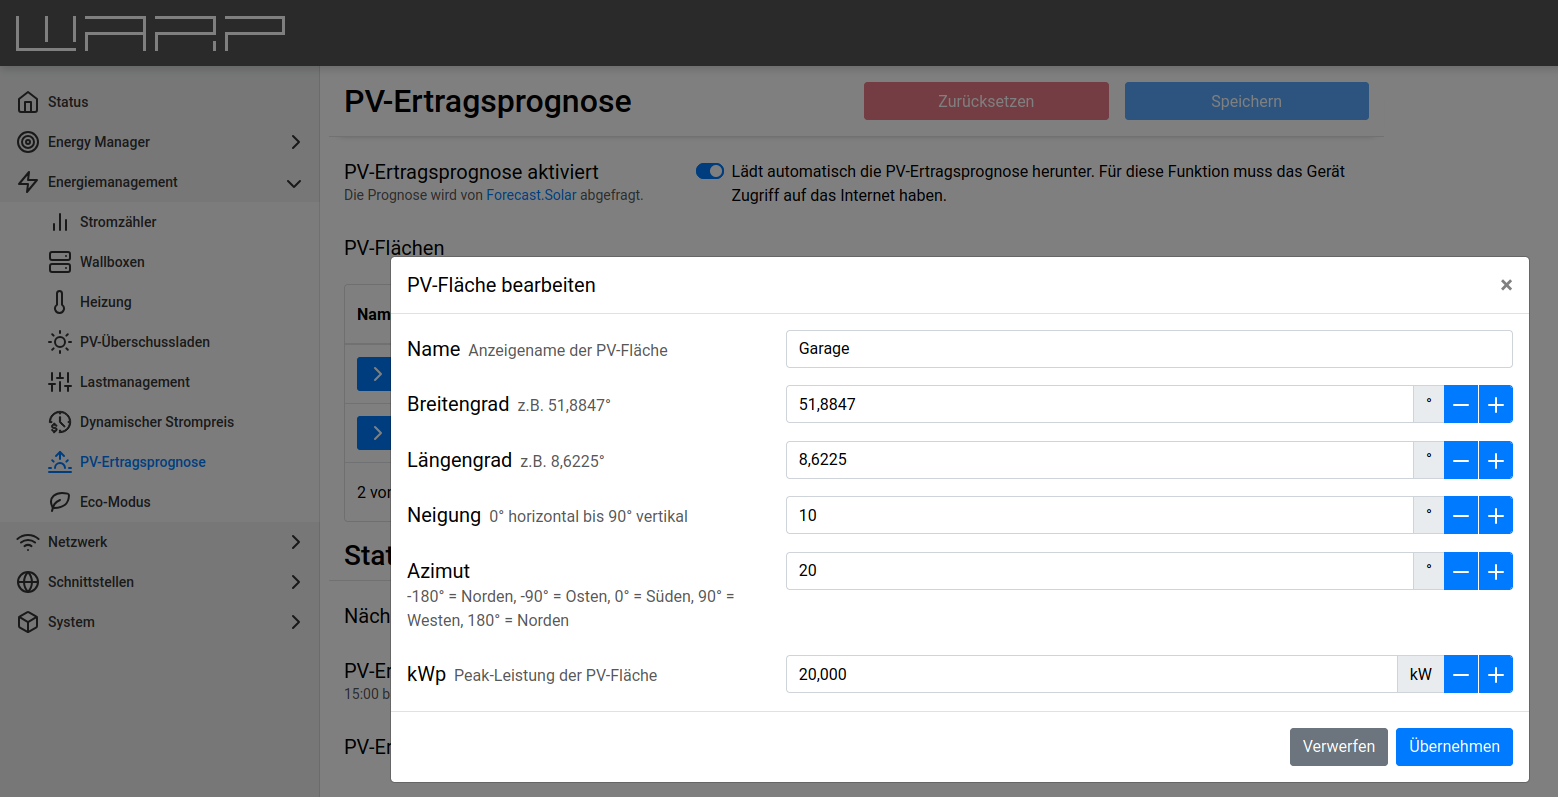 WARP
Status
Energy Manager
Energiemanagement
Stromzähler
Wallboxen
Heizung
PV-Überschussladen
Lastmanagement
Dynamischer Strompreis
PV-Ertragsprognose
Eco-Modus
Netzwerk
Schnittstellen
System
PV-Ertragsprognose
Zurücksetzen
Speichern
PV-Ertragsprognose aktiviert
Die Prognose wird von Forecast.Solar abgefragt.
Lädt automatisch die PV-Ertragsprognose herunter. Für diese Funktion muss das Gerät
Zugriff auf das Internet haben.
PV-Flächen
Nam
2 vor
Stat
Näch
PV-Er
15:00 b
PV-Er
PV-Fläche bearbeiten
×
Name Anzeigename der PV-Fläche
Garage
Breitengrad z.B. 51,8847°
51,8847 °
Längengrad z.B. 8,6225°
8,6225 °
Neigung 0° horizontal bis 90° vertikal
10 °
Azimut
-180° = Norden, -90° = Osten, 0° = Süden, 90° =
Westen, 180° = Norden
20 °
kWp Peak-Leistung der PV-Fläche
20,000 kW
Verwerfen
Übernehmen